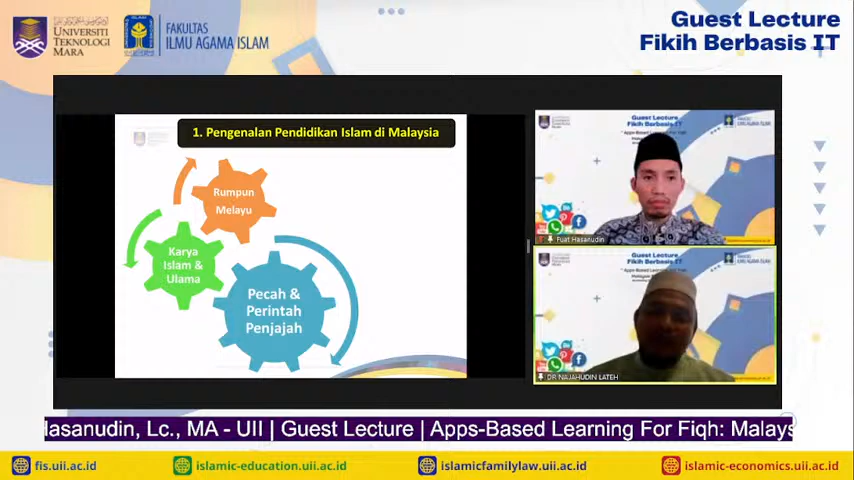 UNIVERSITI
TEKNOLOGI
MARA
FAKULTAS
ILMU AGAMA ISLAM
Guest Lecture
Fikih Berbasis IT
1. Pengenalan Pendidikan Islam di Malaysia
Rumpun
Melayu
Karya
Islam &
Ulama
Pecah &
Perintah
Penjajah
Guest Lecture
Fikih Berbasis IT
Fuat Hasanudin
Guest Lecture
Fikih Berbasis IT
DR NAJAHUDIN LATEH
Hasanudin, Lc., MA - UII | Guest Lecture | Apps-Based Learning For Fiqh: Malays
fis.uii.ac.id
islamic-education.uii.ac.id
islamicfamilylaw.uii.ac.id
islamic-economics.uii.ac.id